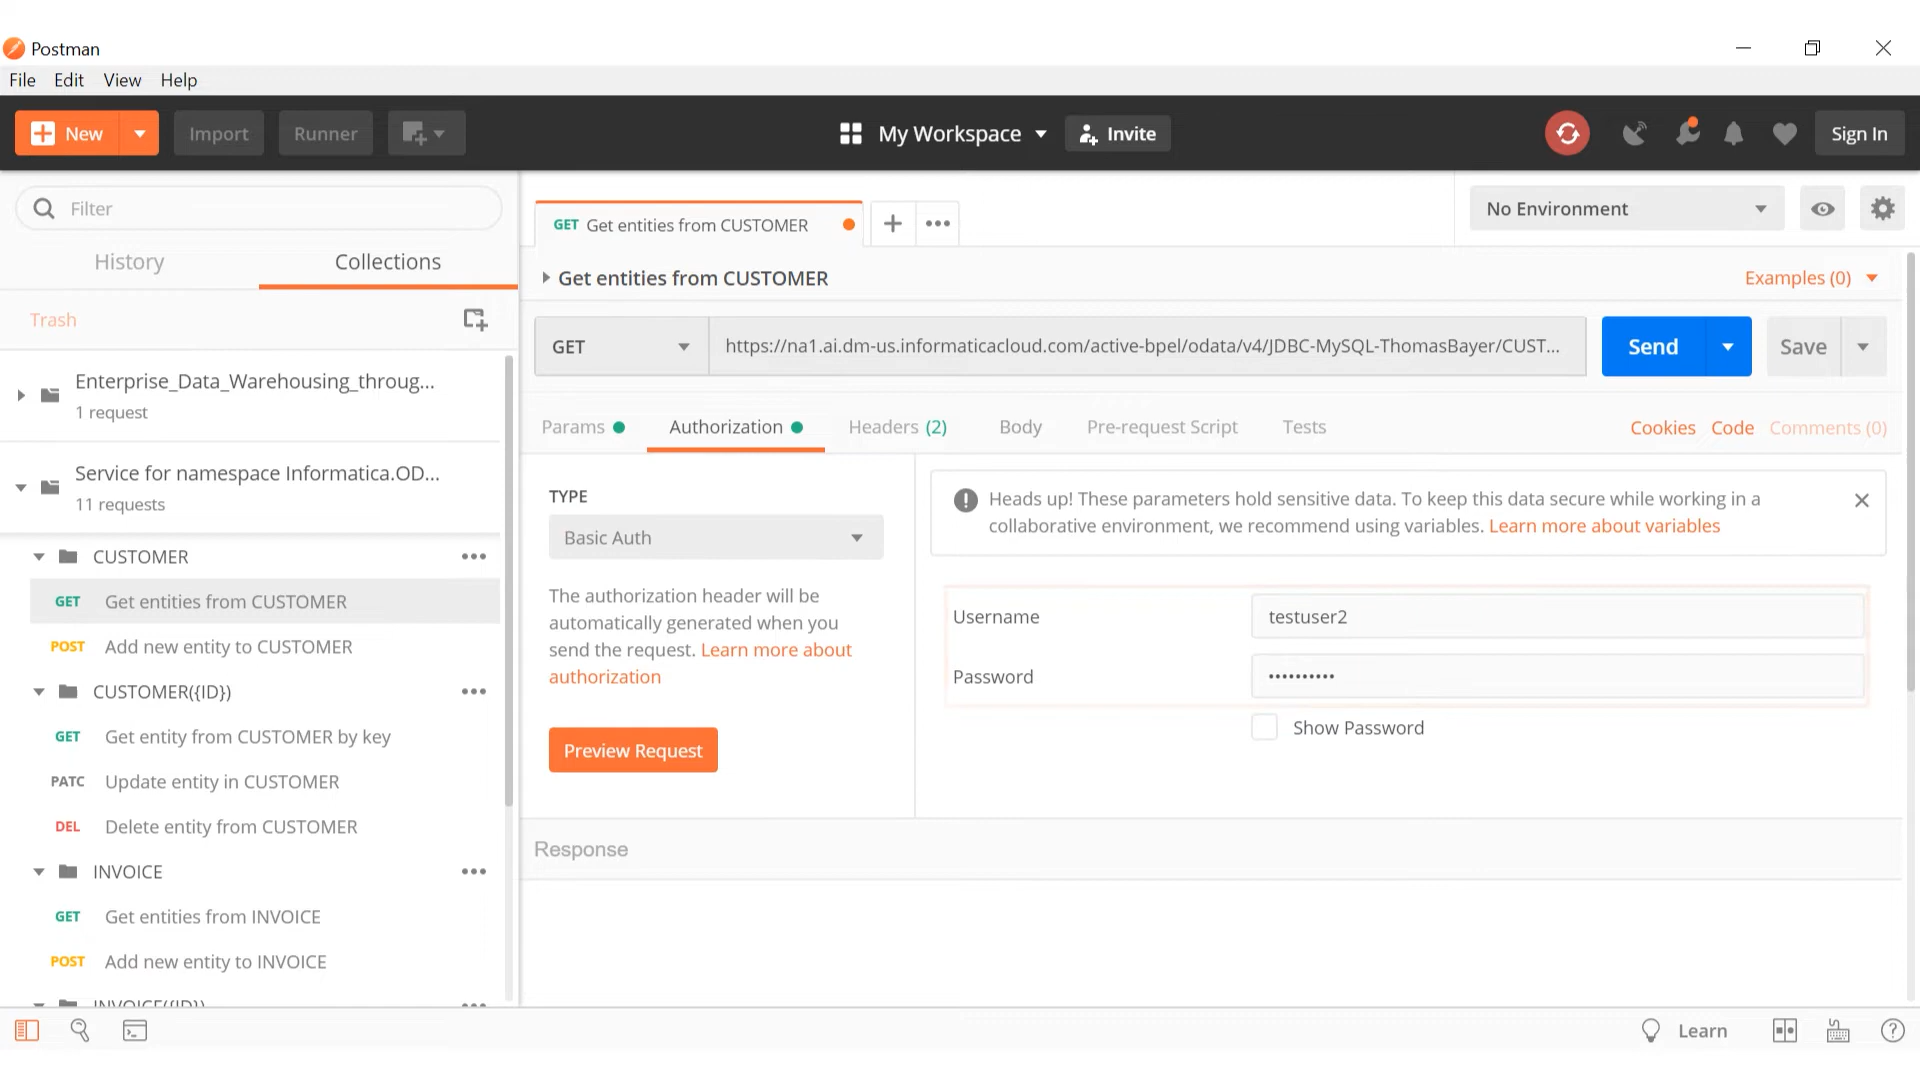 Postman
File Edit View Help
New Import Runner My Workspace Invite Sign In
Filter
History Collections
Trash
Enterprise_Data_Warehousing_throug...
1 request
Service for namespace Informatica.OD...
11 requests
CUSTOMER
GET Get entities from CUSTOMER
POST Add new entity to CUSTOMER
CUSTOMER({ID})
GET Get entity from CUSTOMER by key
PATC Update entity in CUSTOMER
DEL Delete entity from CUSTOMER
INVOICE
GET Get entities from INVOICE
POST Add new entity to INVOICE
INVOICE({ID})
GET Get entities from CUSTOMER
No Environment
Get entities from CUSTOMER
Examples (0)
GET https://na1.ai.dm-us.informaticacloud.com/active-bpel/odata/v4/JDBC-MySQL-ThomasBayer/CUST... Send Save
Params Authorization Headers (2) Body Pre-request Script Tests Cookies Code Comments (0)
TYPE
Basic Auth
The authorization header will be
automatically generated when you
send the request. Learn more about
authorization
Preview Request
Heads up! These parameters hold sensitive data. To keep this data secure while working in a
collaborative environment, we recommend using variables. Learn more about variables
Username testuser2
Password ••••••••••
Show Password
Response
Learn